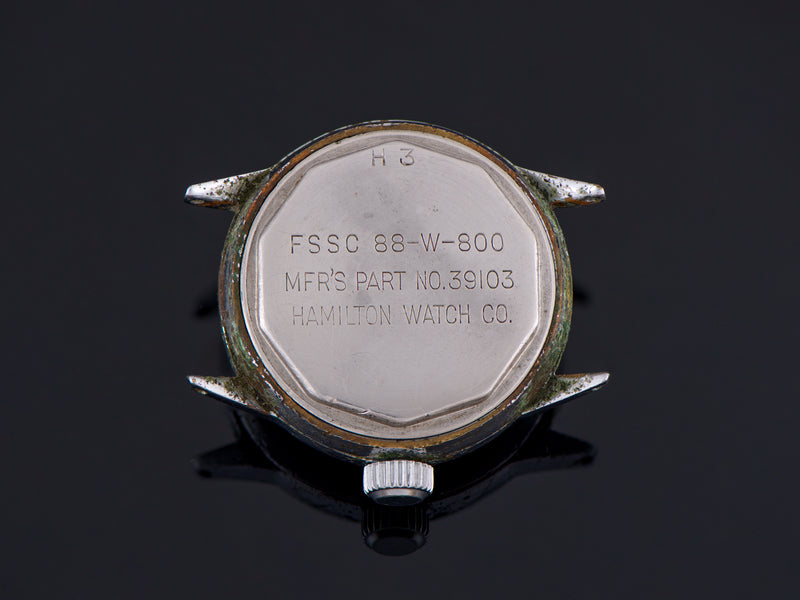 H 3
FSSC 88-W-800
MFR'S PART NO. 39103
HAMILTON WATCH CO.